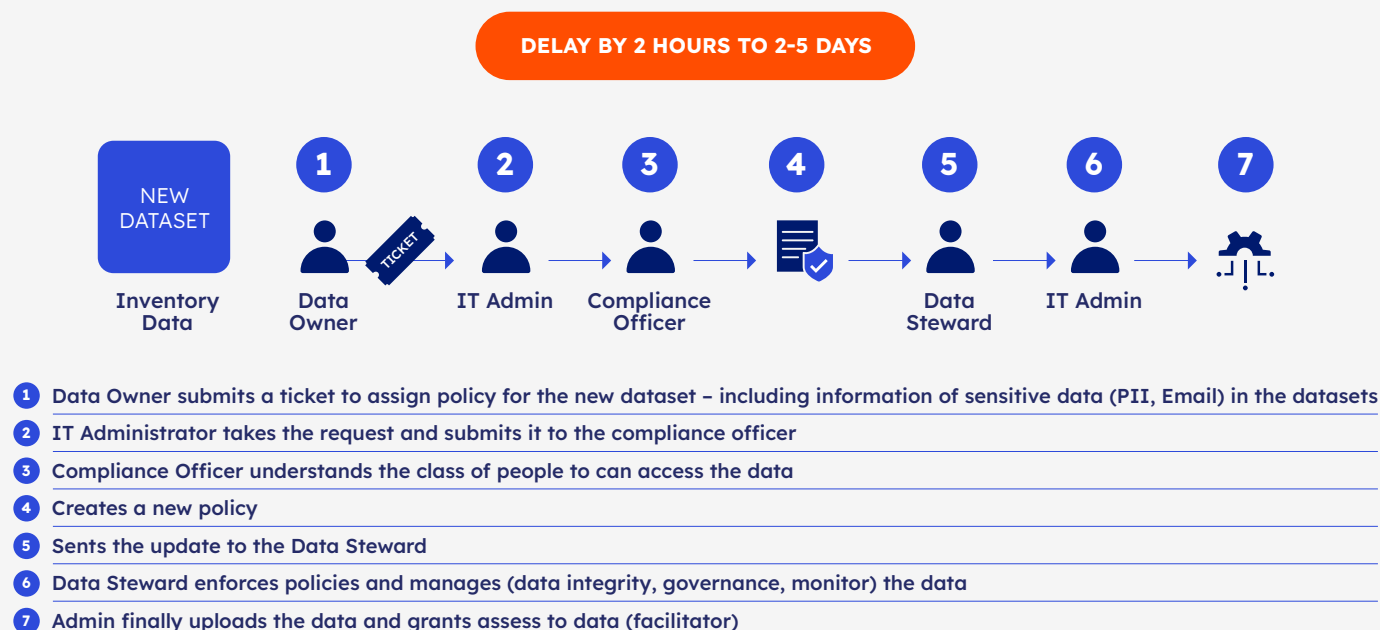 DELAY BY 2 HOURS TO 2-5 DAYS
1
2
3
4
5
6
7
NEW
DATASET
TICKET
Inventory
Data
Data
Owner
IT Admin
Compliance
Officer
Data
Steward
IT Admin
1 Data Owner submits a ticket to assign policy for the new dataset – including information of sensitive data (PII, Email) in the datasets
2 IT Administrator takes the request and submits it to the compliance officer
3 Compliance Officer understands the class of people to can access the data
4 Creates a new policy
5 Sents the update to the Data Steward
6 Data Steward enforces policies and manages (data integrity, governance, monitor) the data
7 Admin finally uploads the data and grants assess to data (facilitator)